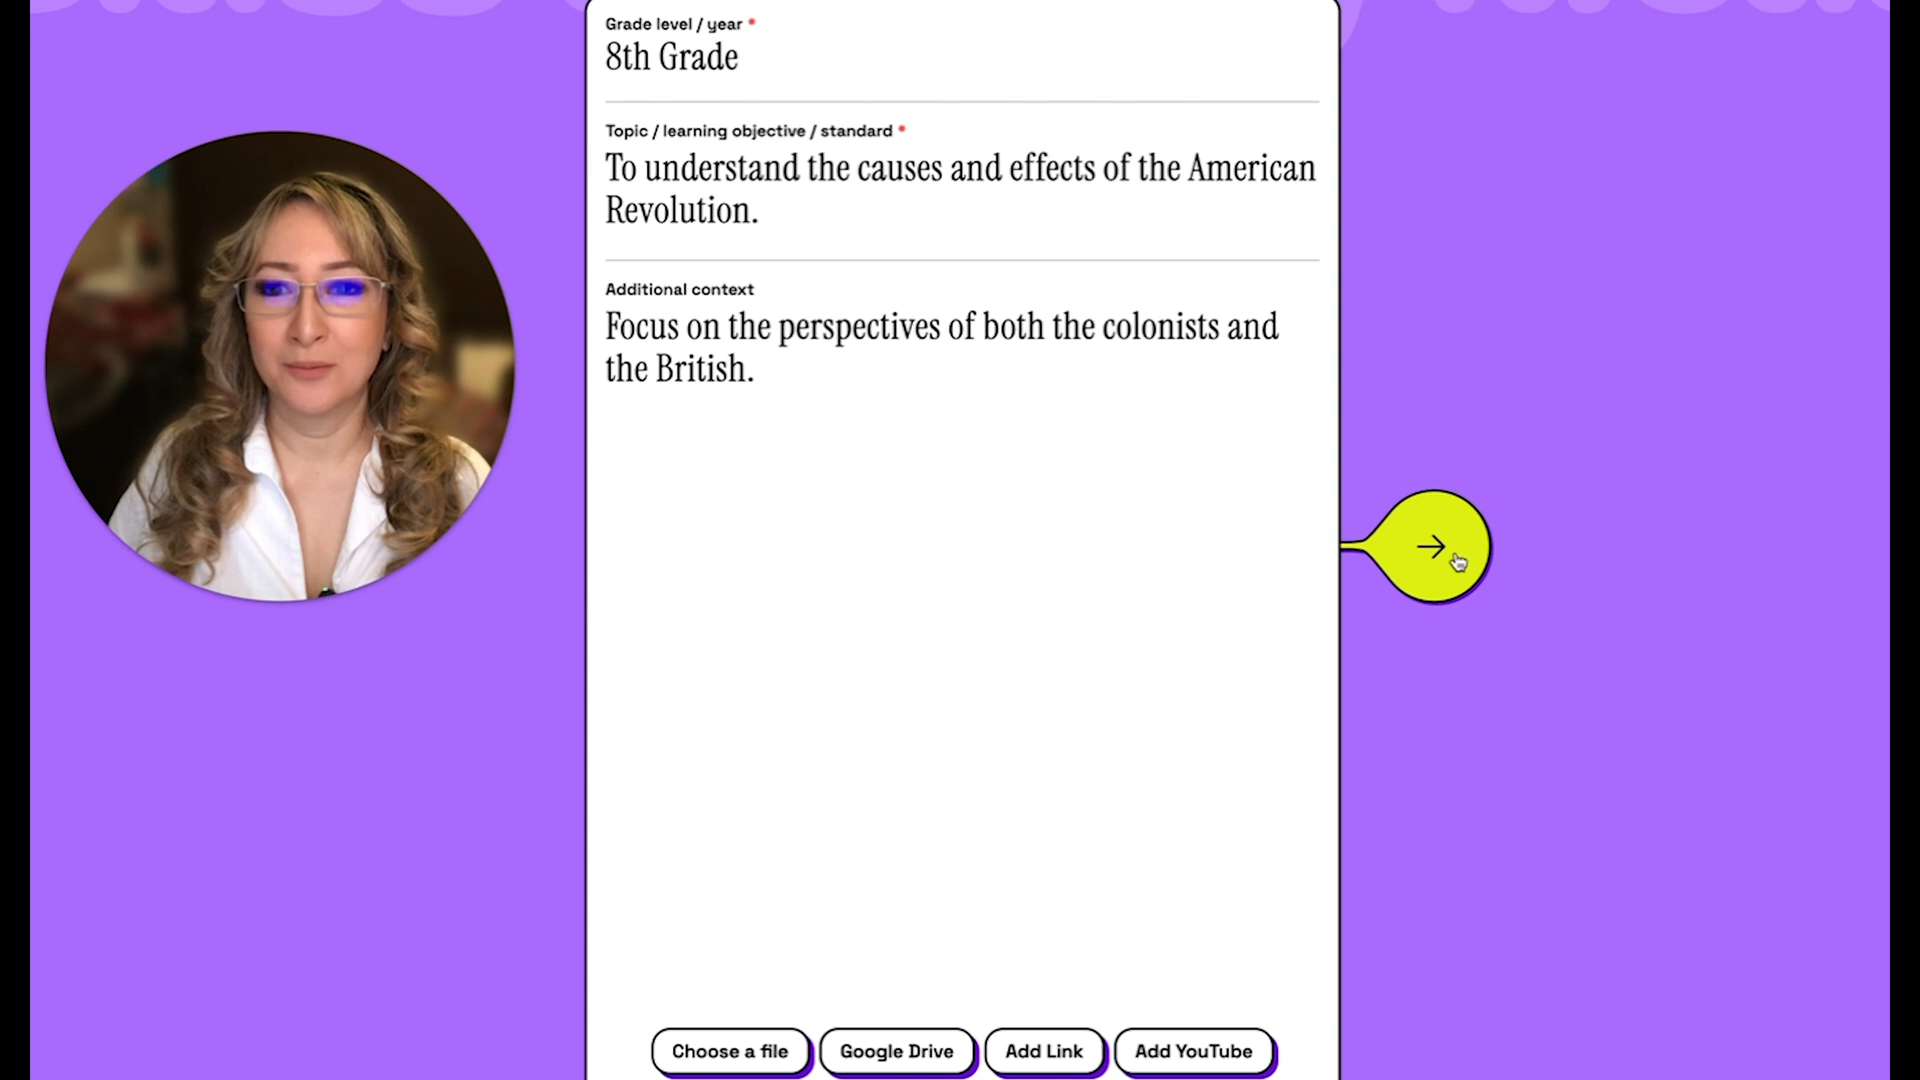 Grade level / year *
8th Grade
Topic / learning objective / standard *
To understand the causes and effects of the American
Revolution.
Additional context
Focus on the perspectives of both the colonists and
the British.
Choose a file
Google Drive
Add Link
Add YouTube